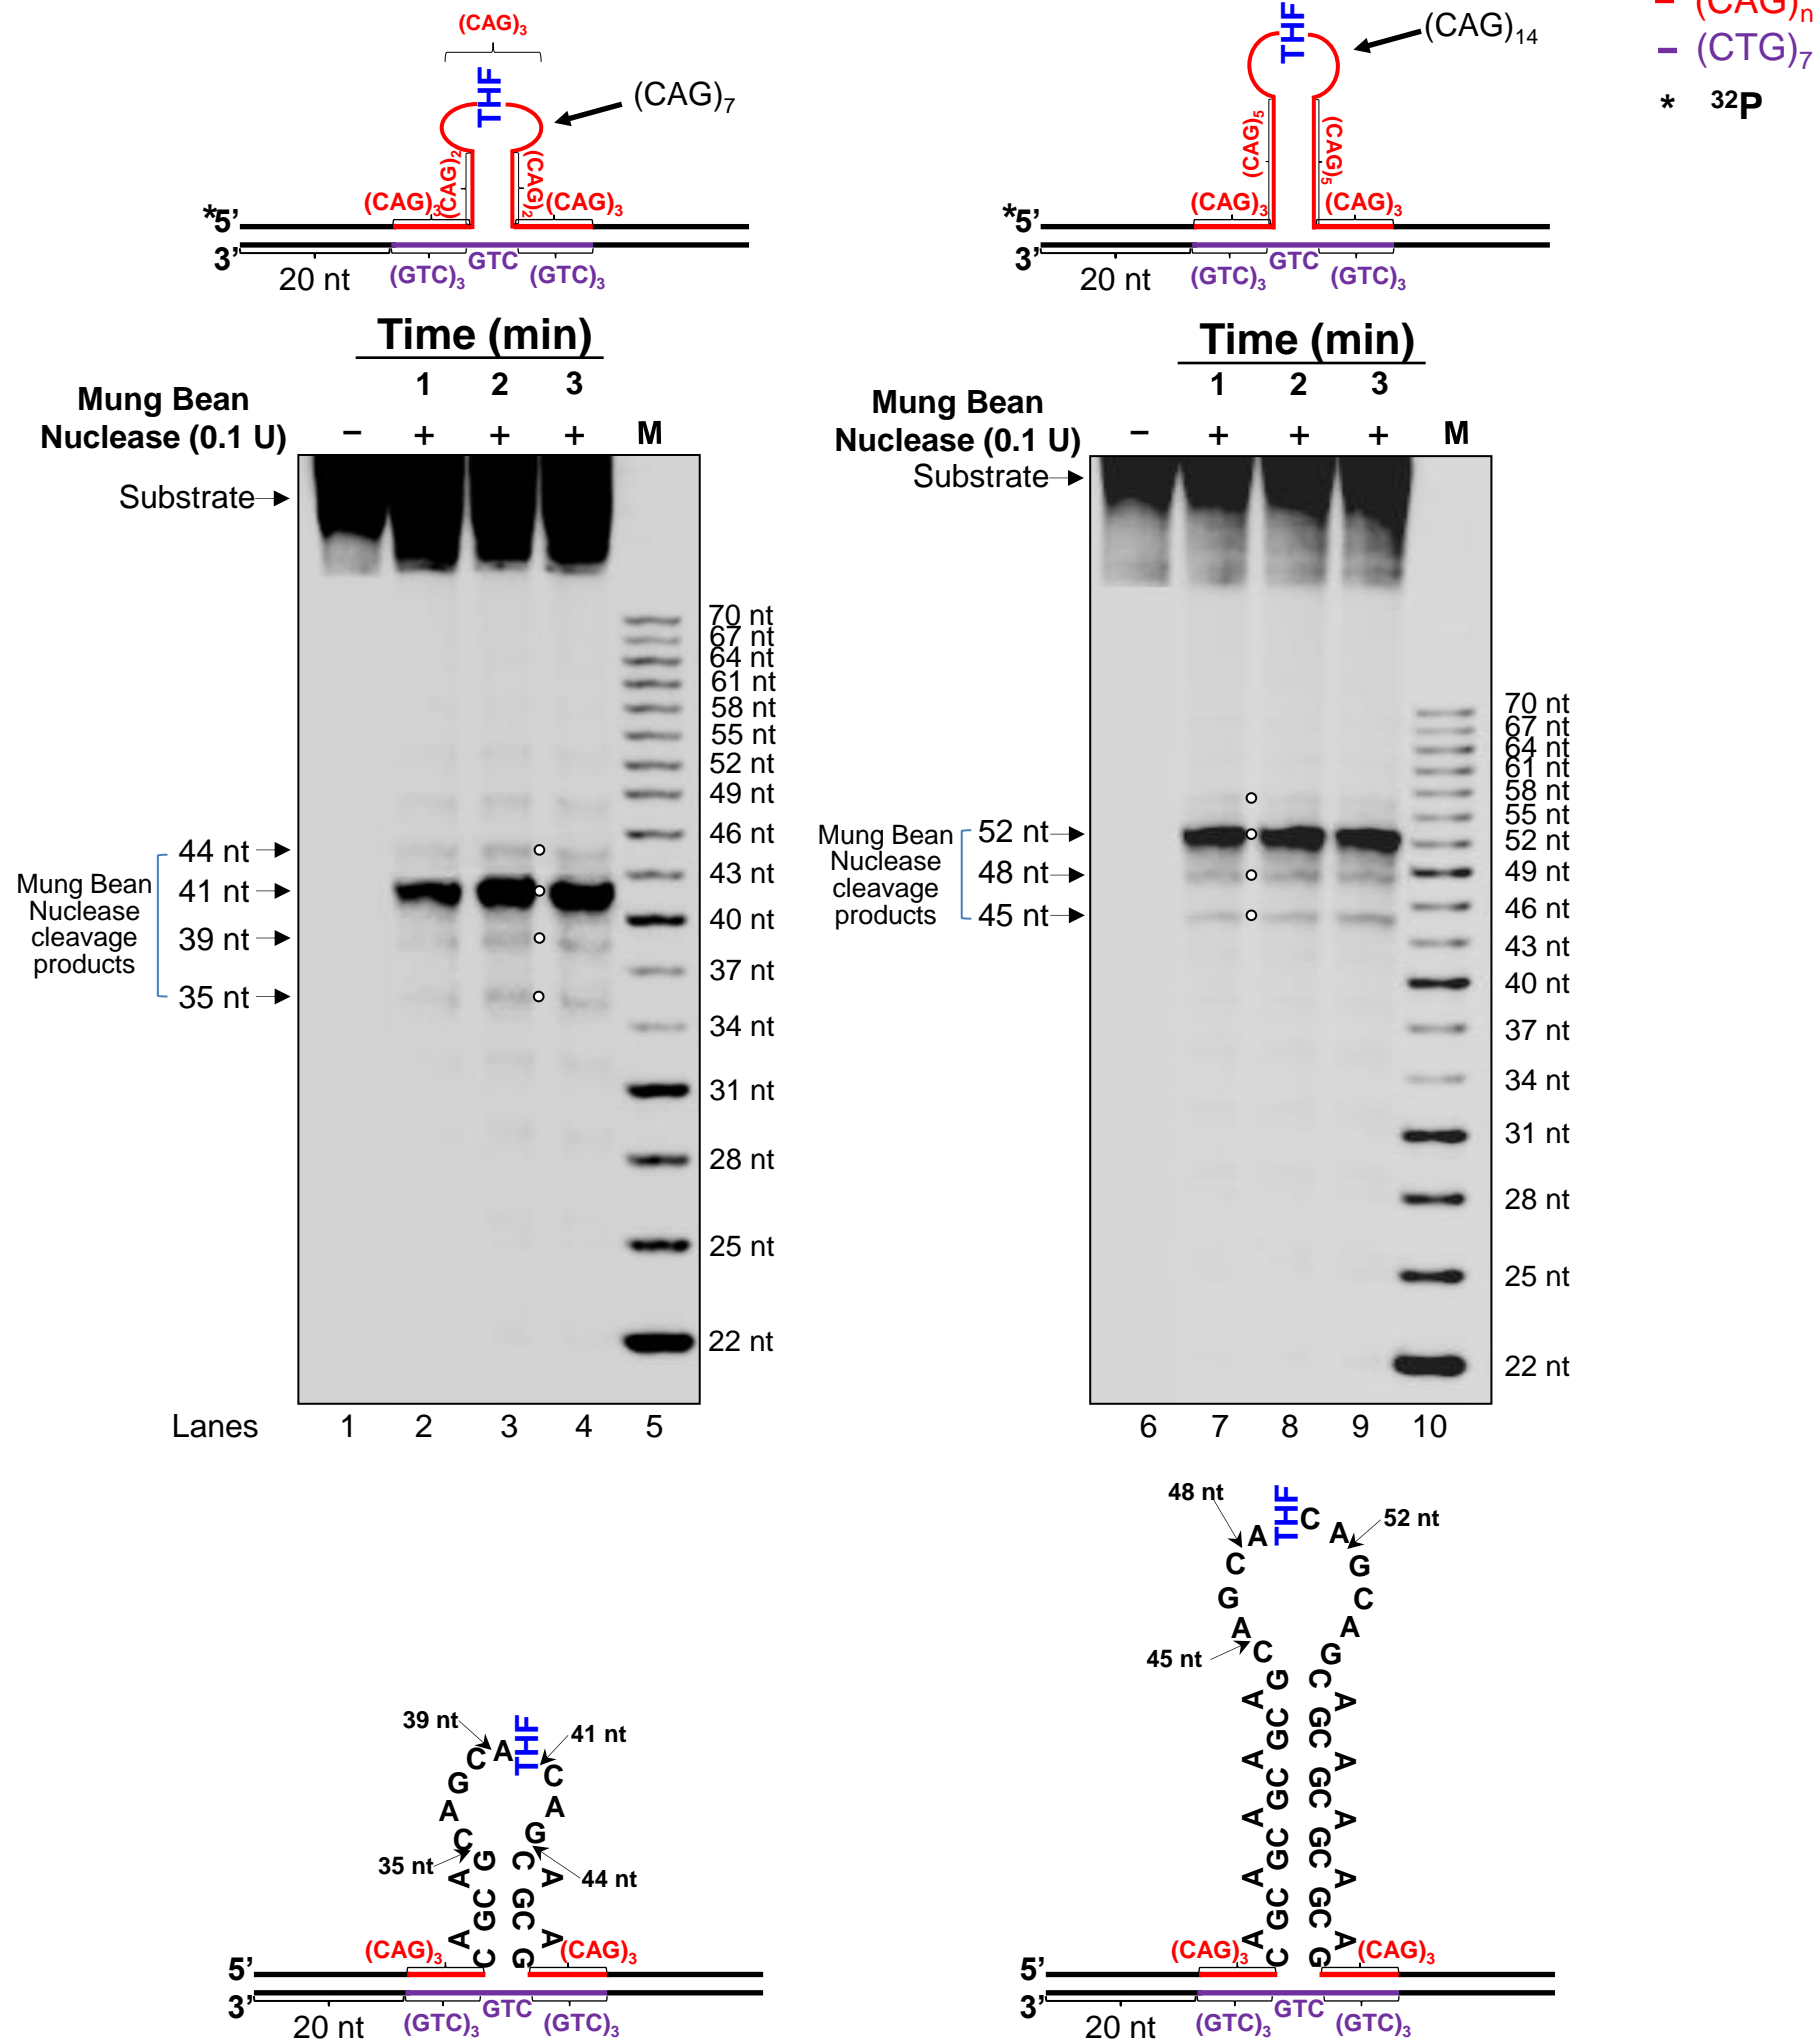 (CAG)3
THF
(CAG)7
(CAG)2
(CAG)2
(CAG)3
(CAG)3
*5’
3’
GTC
20 nt
(GTC)3
(GTC)3
THF
(CAG)14
(CAG)5
(CAG)5
(CAG)3
(CAG)3
*5’
3’
GTC
20 nt
(GTC)3
(GTC)3
(CAG)n
(CTG)7
* 32P
Time (min)
1 2 3
Mung Bean
Nuclease (0.1 U)
− + + + M
Substrate
70 nt
67 nt
64 nt
61 nt
58 nt
55 nt
52 nt
49 nt
46 nt
43 nt
40 nt
37 nt
34 nt
31 nt
28 nt
25 nt
22 nt
Mung Bean
Nuclease
cleavage
products
44 nt
41 nt
39 nt
35 nt
Lanes 1 2 3 4 5
Time (min)
1 2 3
Mung Bean
Nuclease (0.1 U)
− + + + M
Substrate
70 nt
67 nt
64 nt
61 nt
58 nt
55 nt
52 nt
49 nt
46 nt
43 nt
40 nt
37 nt
34 nt
31 nt
28 nt
25 nt
22 nt
Mung Bean
Nuclease
cleavage
products
52 nt
48 nt
45 nt
6 7 8 9 10
39 nt
41 nt
35 nt
44 nt
C A G C A G C A G C A THF C A G C A G C A G
(CAG)3
(CAG)3
5’
3’
GTC
20 nt
(GTC)3
(GTC)3
48 nt
52 nt
45 nt
C A G C A G C A G C A G C A G C A G C A THF C A G C A G C A G C A G C A G C A G C A G
(CAG)3
(CAG)3
5’
3’
GTC
20 nt
(GTC)3
(GTC)3